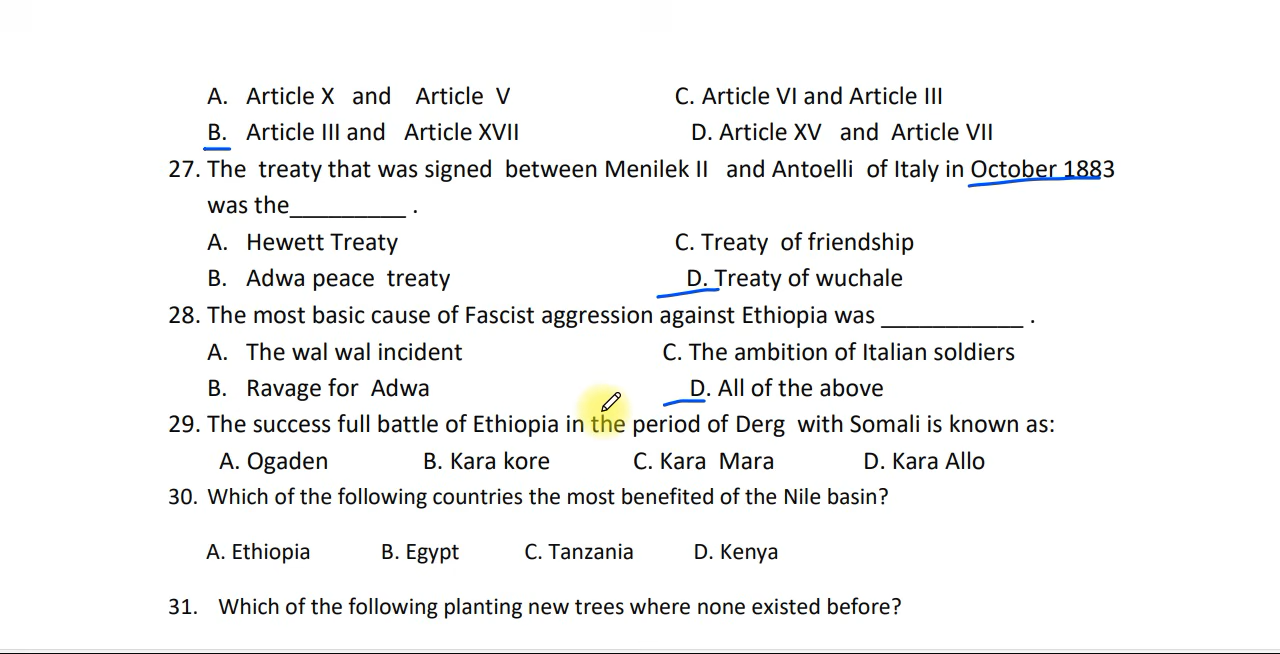 A. Article X and Article V C. Article VI and Article III
B. Article III and Article XVII D. Article XV and Article VII
27. The treaty that was signed between Menilek II and Antoelli of Italy in October 1883
was the_________ .
A. Hewett Treaty C. Treaty of friendship
B. Adwa peace treaty D. Treaty of wuchale
28. The most basic cause of Fascist aggression against Ethiopia was ___________ .
A. The wal wal incident C. The ambition of Italian soldiers
B. Ravage for Adwa D. All of the above
29. The success full battle of Ethiopia in the period of Derg with Somali is known as:
A. Ogaden B. Kara kore C. Kara Mara D. Kara Allo
30. Which of the following countries the most benefited of the Nile basin?
A. Ethiopia B. Egypt C. Tanzania D. Kenya
31. Which of the following planting new trees where none existed before?